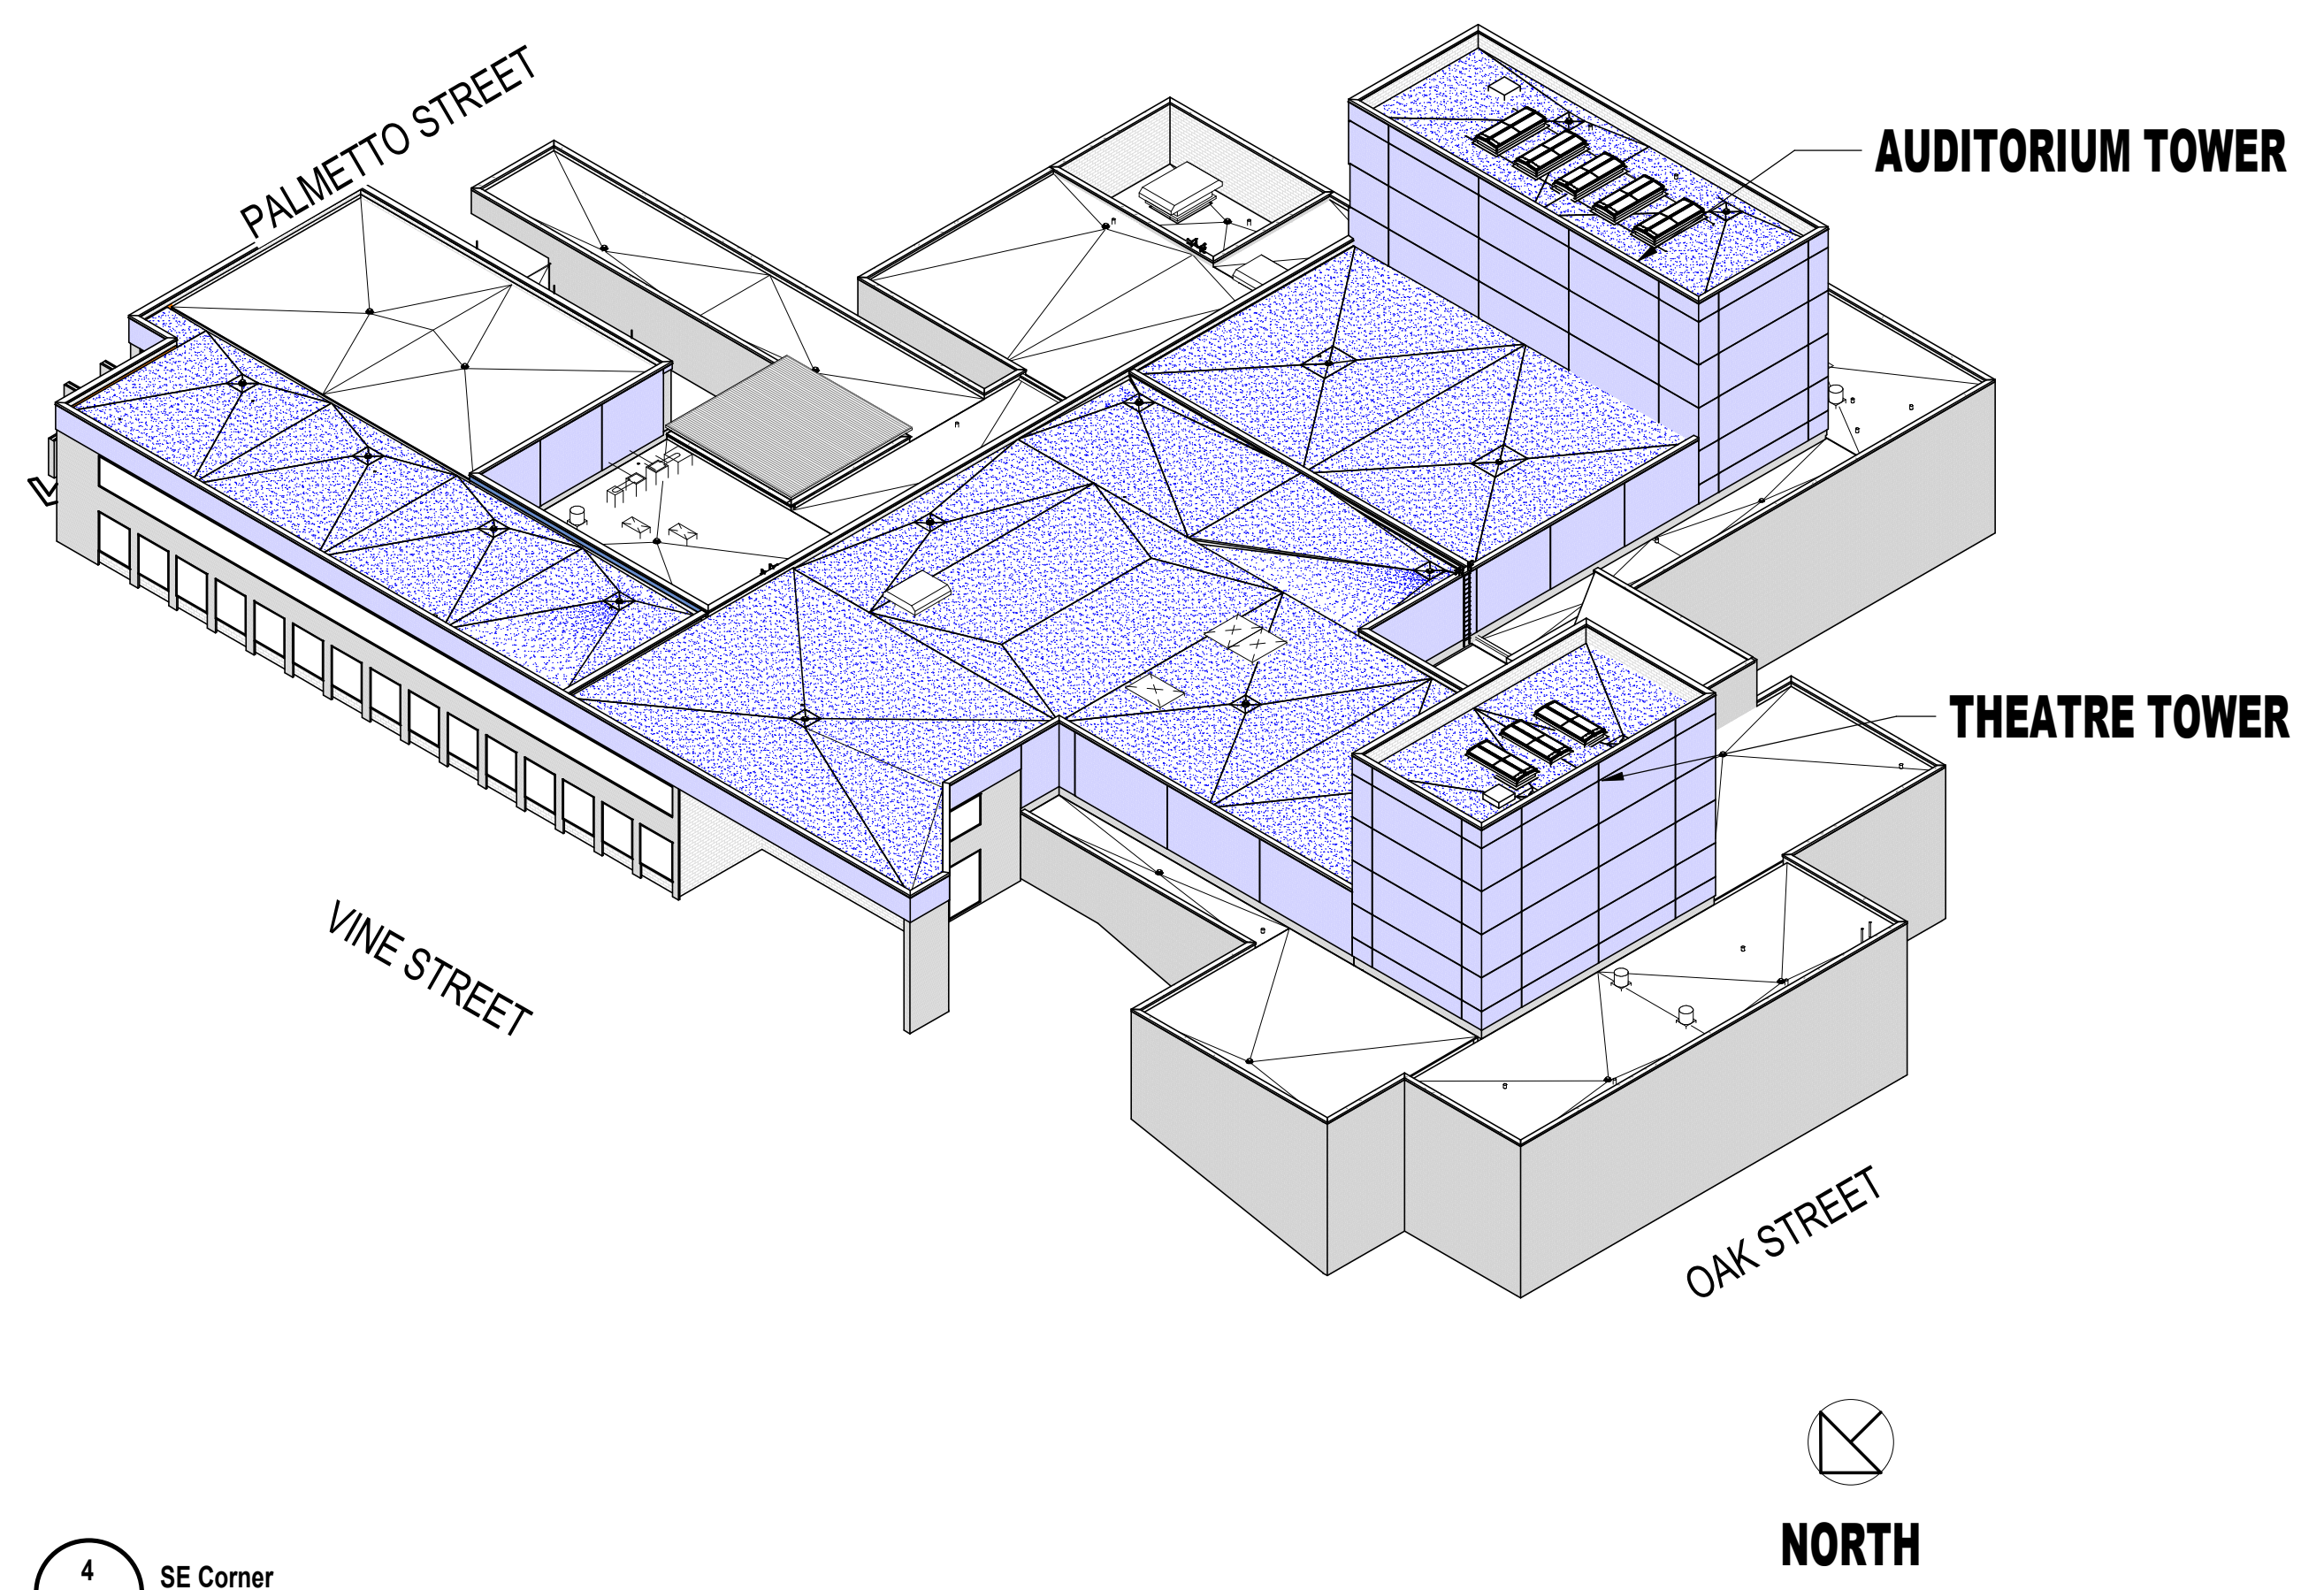 PALMETTO STREET
AUDITORIUM TOWER
THEATRE TOWER
VINE STREET
OAK STREET
NORTH
4
SE Corner